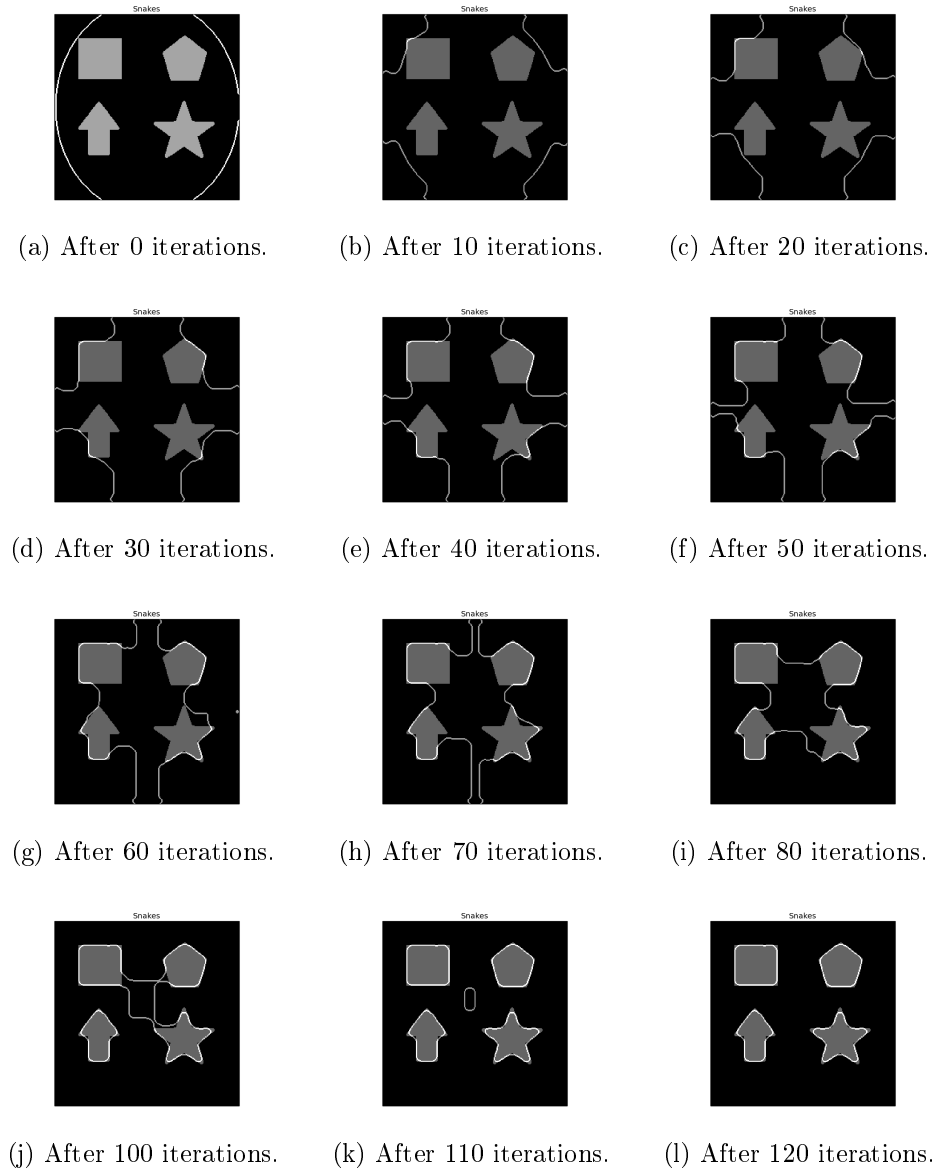 Snakes Snakes Snakes
(a) After 0 iterations. (b) After 10 iterations. (c) After 20 iterations.
Snakes Snakes Snakes
(d) After 30 iterations. (e) After 40 iterations. (f) After 50 iterations.
Snakes Snakes Snakes
(g) After 60 iterations. (h) After 70 iterations. (i) After 80 iterations.
Snakes Snakes Snakes
(j) After 100 iterations. (k) After 110 iterations. (l) After 120 iterations.